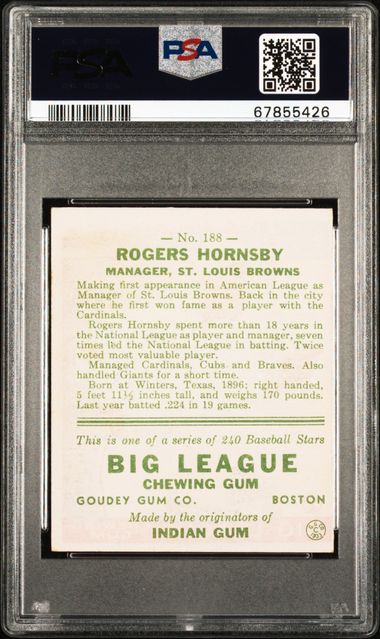 PSA
PSA
67855426
— No. 188 —
ROGERS HORNSBY
MANAGER, ST. LOUIS BROWNS
Making first appearance in American League as
Manager of St. Louis Browns. Back in the city
where he first won fame as a player with the
Cardinals.
Rogers Hornsby spent more than 18 years in
the National League as player and manager, seven
times led the National League in batting. Twice
voted most valuable player.
Managed Cardinals, Cubs and Braves. Also
handled Giants for a short time.
Born at Winters, Texas, 1896; right handed,
5 feet 11½ inches tall, and weighs 170 pounds.
Last year batted .224 in 19 games.
This is one of a series of 240 Baseball Stars
BIG LEAGUE
CHEWING GUM
GOUDEY GUM CO. BOSTON
Made by the originators of
INDIAN GUM